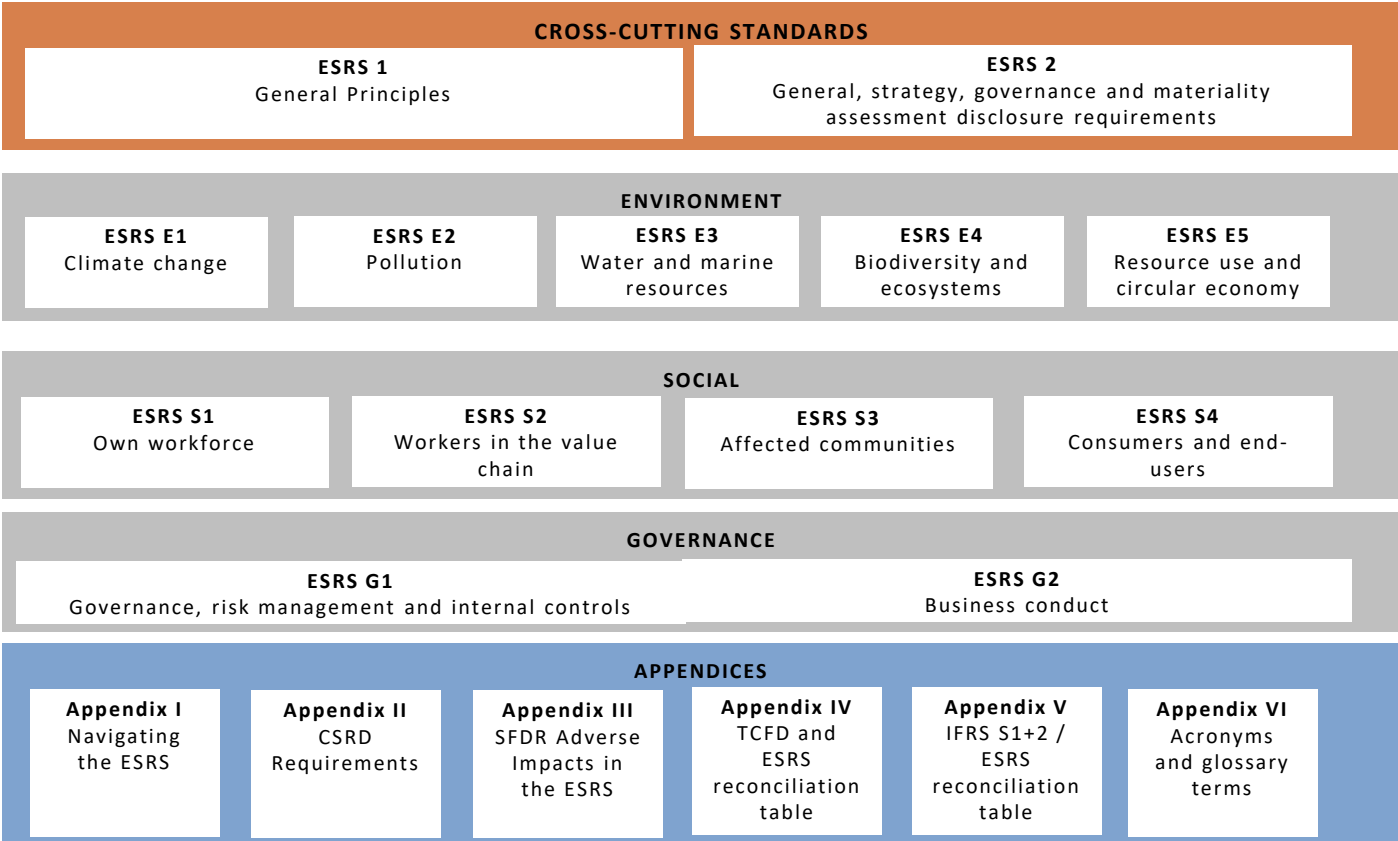 CROSS-CUTTING STANDARDS
ESRS 1
General Principles
ESRS 2
General, strategy, governance and materiality
assessment disclosure requirements
ENVIRONMENT
ESRS E1
Climate change
ESRS E2
Pollution
ESRS E3
Water and marine
resources
ESRS E4
Biodiversity and
ecosystems
ESRS E5
Resource use and
circular economy
SOCIAL
ESRS S1
Own workforce
ESRS S2
Workers in the value
chain
ESRS S3
Affected communities
ESRS S4
Consumers and end-
users
GOVERNANCE
ESRS G1
Governance, risk management and internal controls
ESRS G2
Business conduct
APPENDICES
Appendix I
Navigating
the ESRS
Appendix II
CSRD
Requirements
Appendix III
SFDR Adverse
Impacts in
the ESRS
Appendix IV
TCFD and
ESRS
reconciliation
table
Appendix V
IFRS S1+2 /
ESRS
reconciliation
table
Appendix VI
Acronyms
and glossary
terms